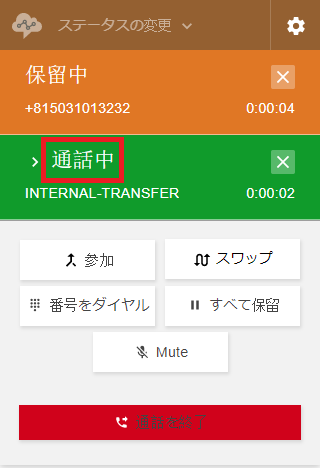 ステータスの変更
保留中
+815031013232 0:00:04
通話中
INTERNAL-TRANSFER 0:00:02
参加 スワップ
番号をダイヤル すべて保留
Mute